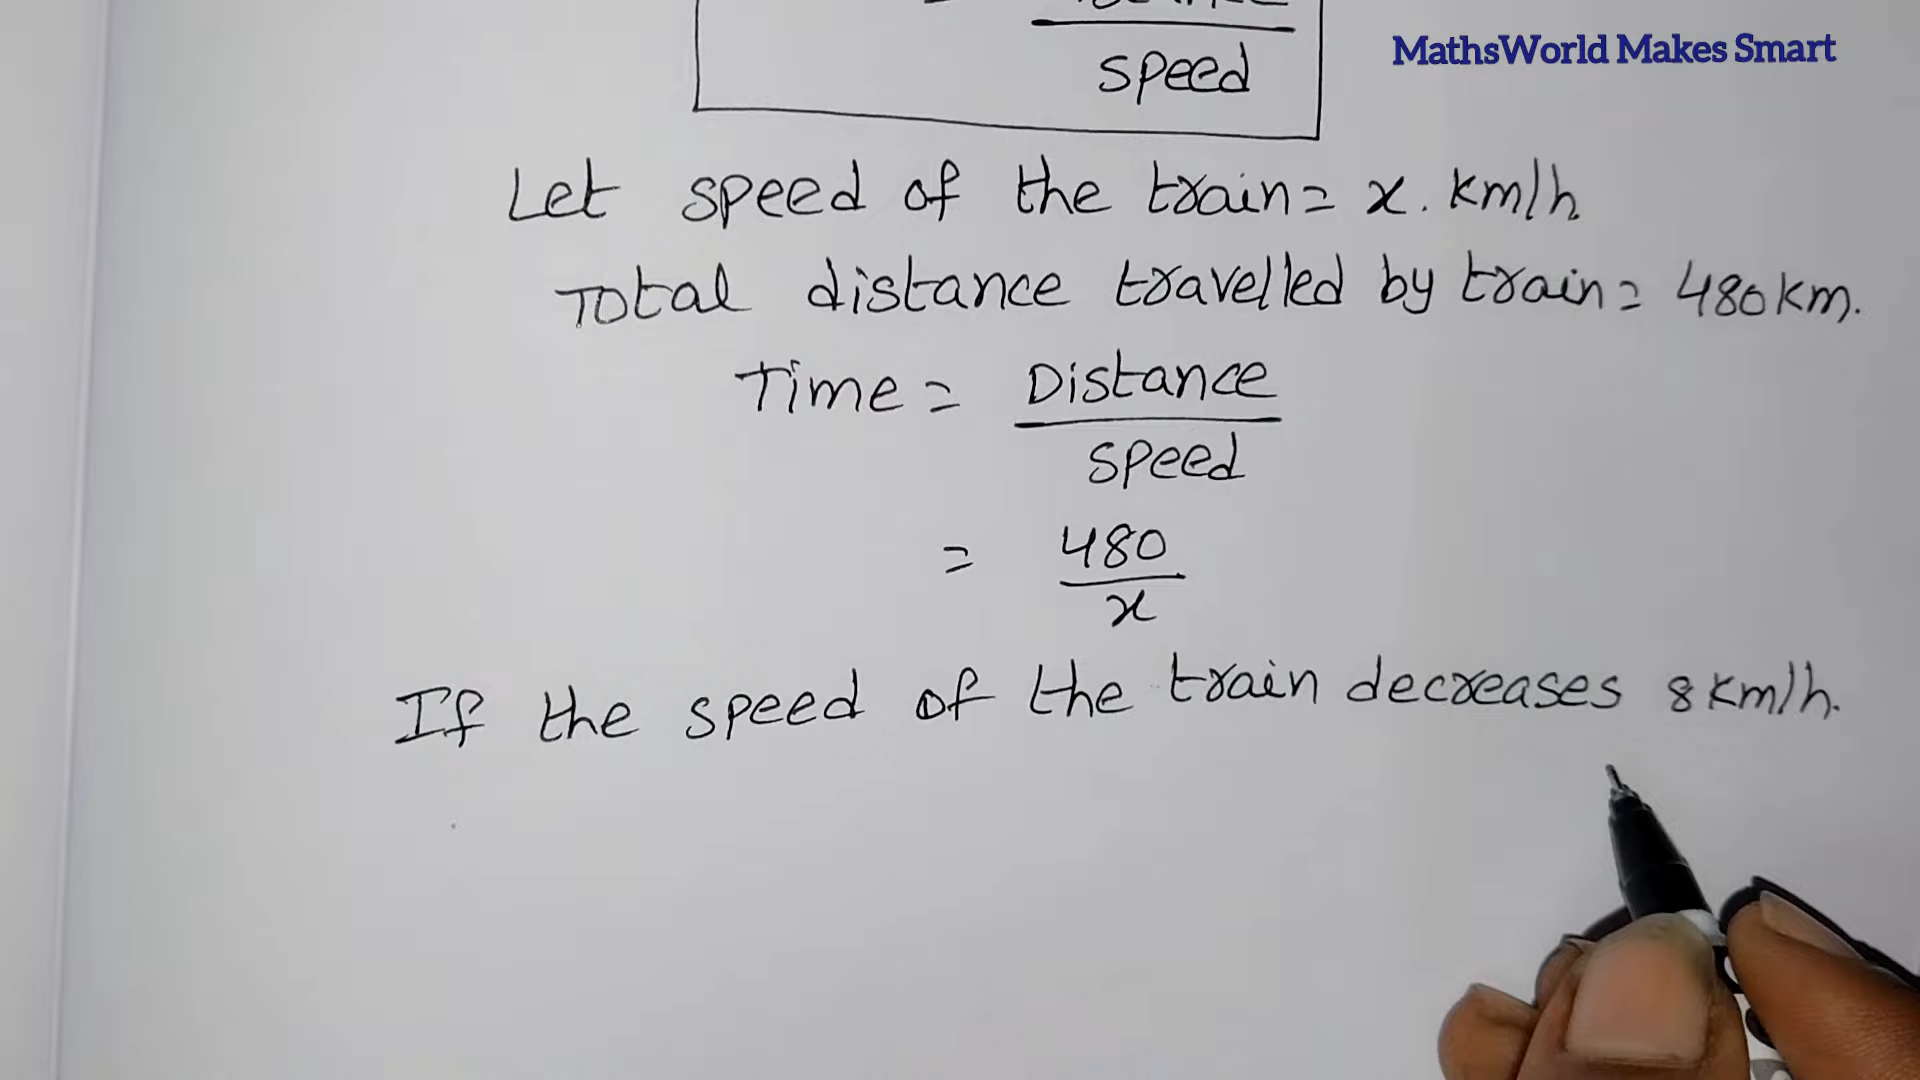 MathsWorld Makes Smart
speed
Let speed of the train = x. km/h
Total distance travelled by train = 480 km.
Time = Distance
speed
= 480
x
If the speed of the train decreases 8 km/h.